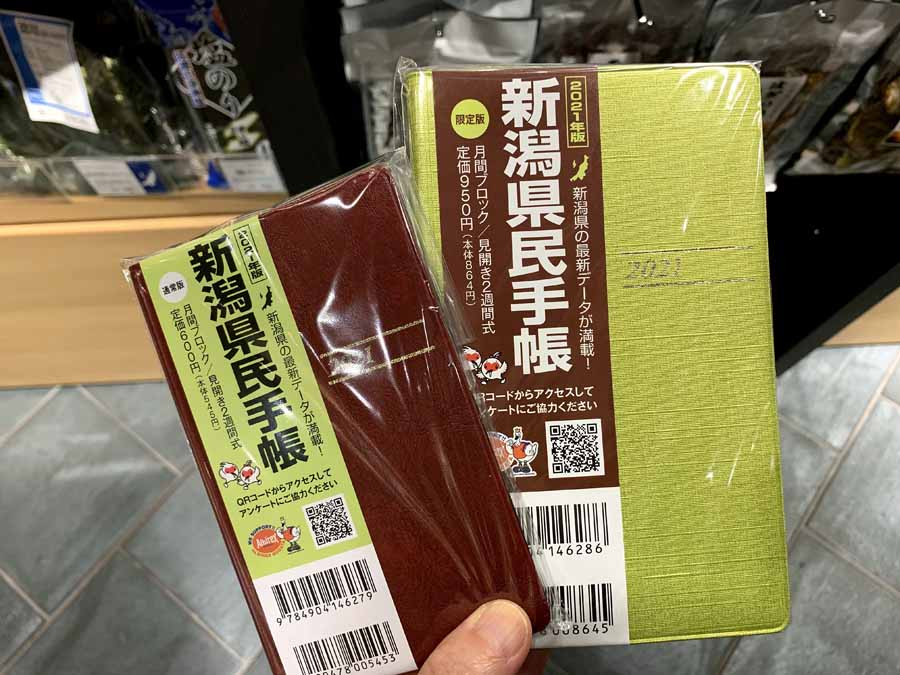 2021年版
新潟県民手帳
新潟県の最新データが満載!
通常版
月間ブロック/見開き2週間式
定価600円(本体545円)
QRコードからアクセスして
アンケートにご協力ください
Albirex
9784904146279
478005453
2021年版
新潟県民手帳
新潟県の最新データが満載!
限定版
月間ブロック/見開き2週間式
定価950円(本体864円)
Rコードからアクセスして
ンケートにご協力ください
4146286
008645
2021